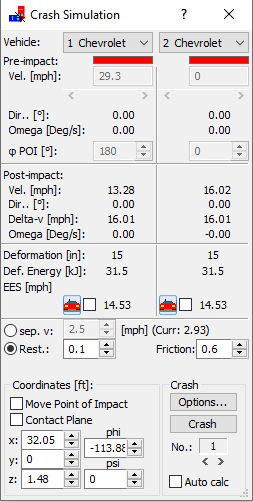 Crash Simulation
Vehicle: 1 Chevrolet 2 Chevrolet
Pre-impact:
Vel. [mph]: 29.3 0
Dir.. [°]: 0.00 0.00
Omega [Deg/s] 0.00 0.00
φ POI [°]: 180 0
Post-impact:
Vel. [mph]: 13.28 16.02
Dir.. [°]: 0.00 0.00
Delta-v [mph]: 16.01 16.01
Omega [Deg/s]: 0.00 -0.00
Deformation [in]: 15 15
Def. Energy [kJ]: 31.5 31.5
EES [mph]
14.53 14.53
sep. v: 2.5 [mph] (Curr: 2.93)
Rest.: 0.1 Friction: 0.6
Coordinates [ft]: Crash
Move Point of Impact Options...
Contact Plane
Crash
x: 32.05 phi -113.88
y: 0 psi No.: 1
z: 1.48 0
Auto calc